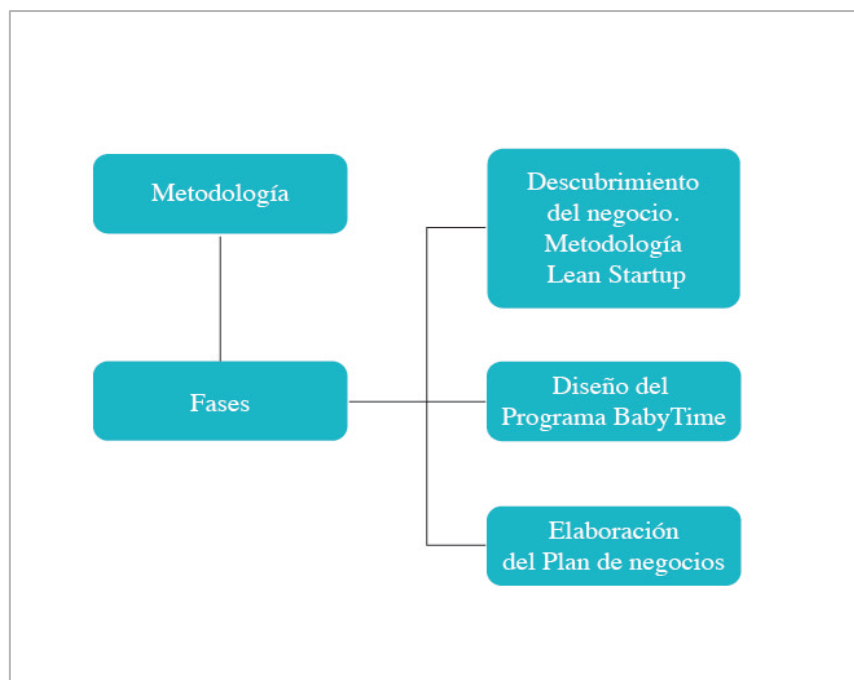 Metodología
Fases
Descubrimiento
del negocio.
Metodología
Lean Startup
Diseño del
Programa BabyTime
Elaboración
del Plan de negocios